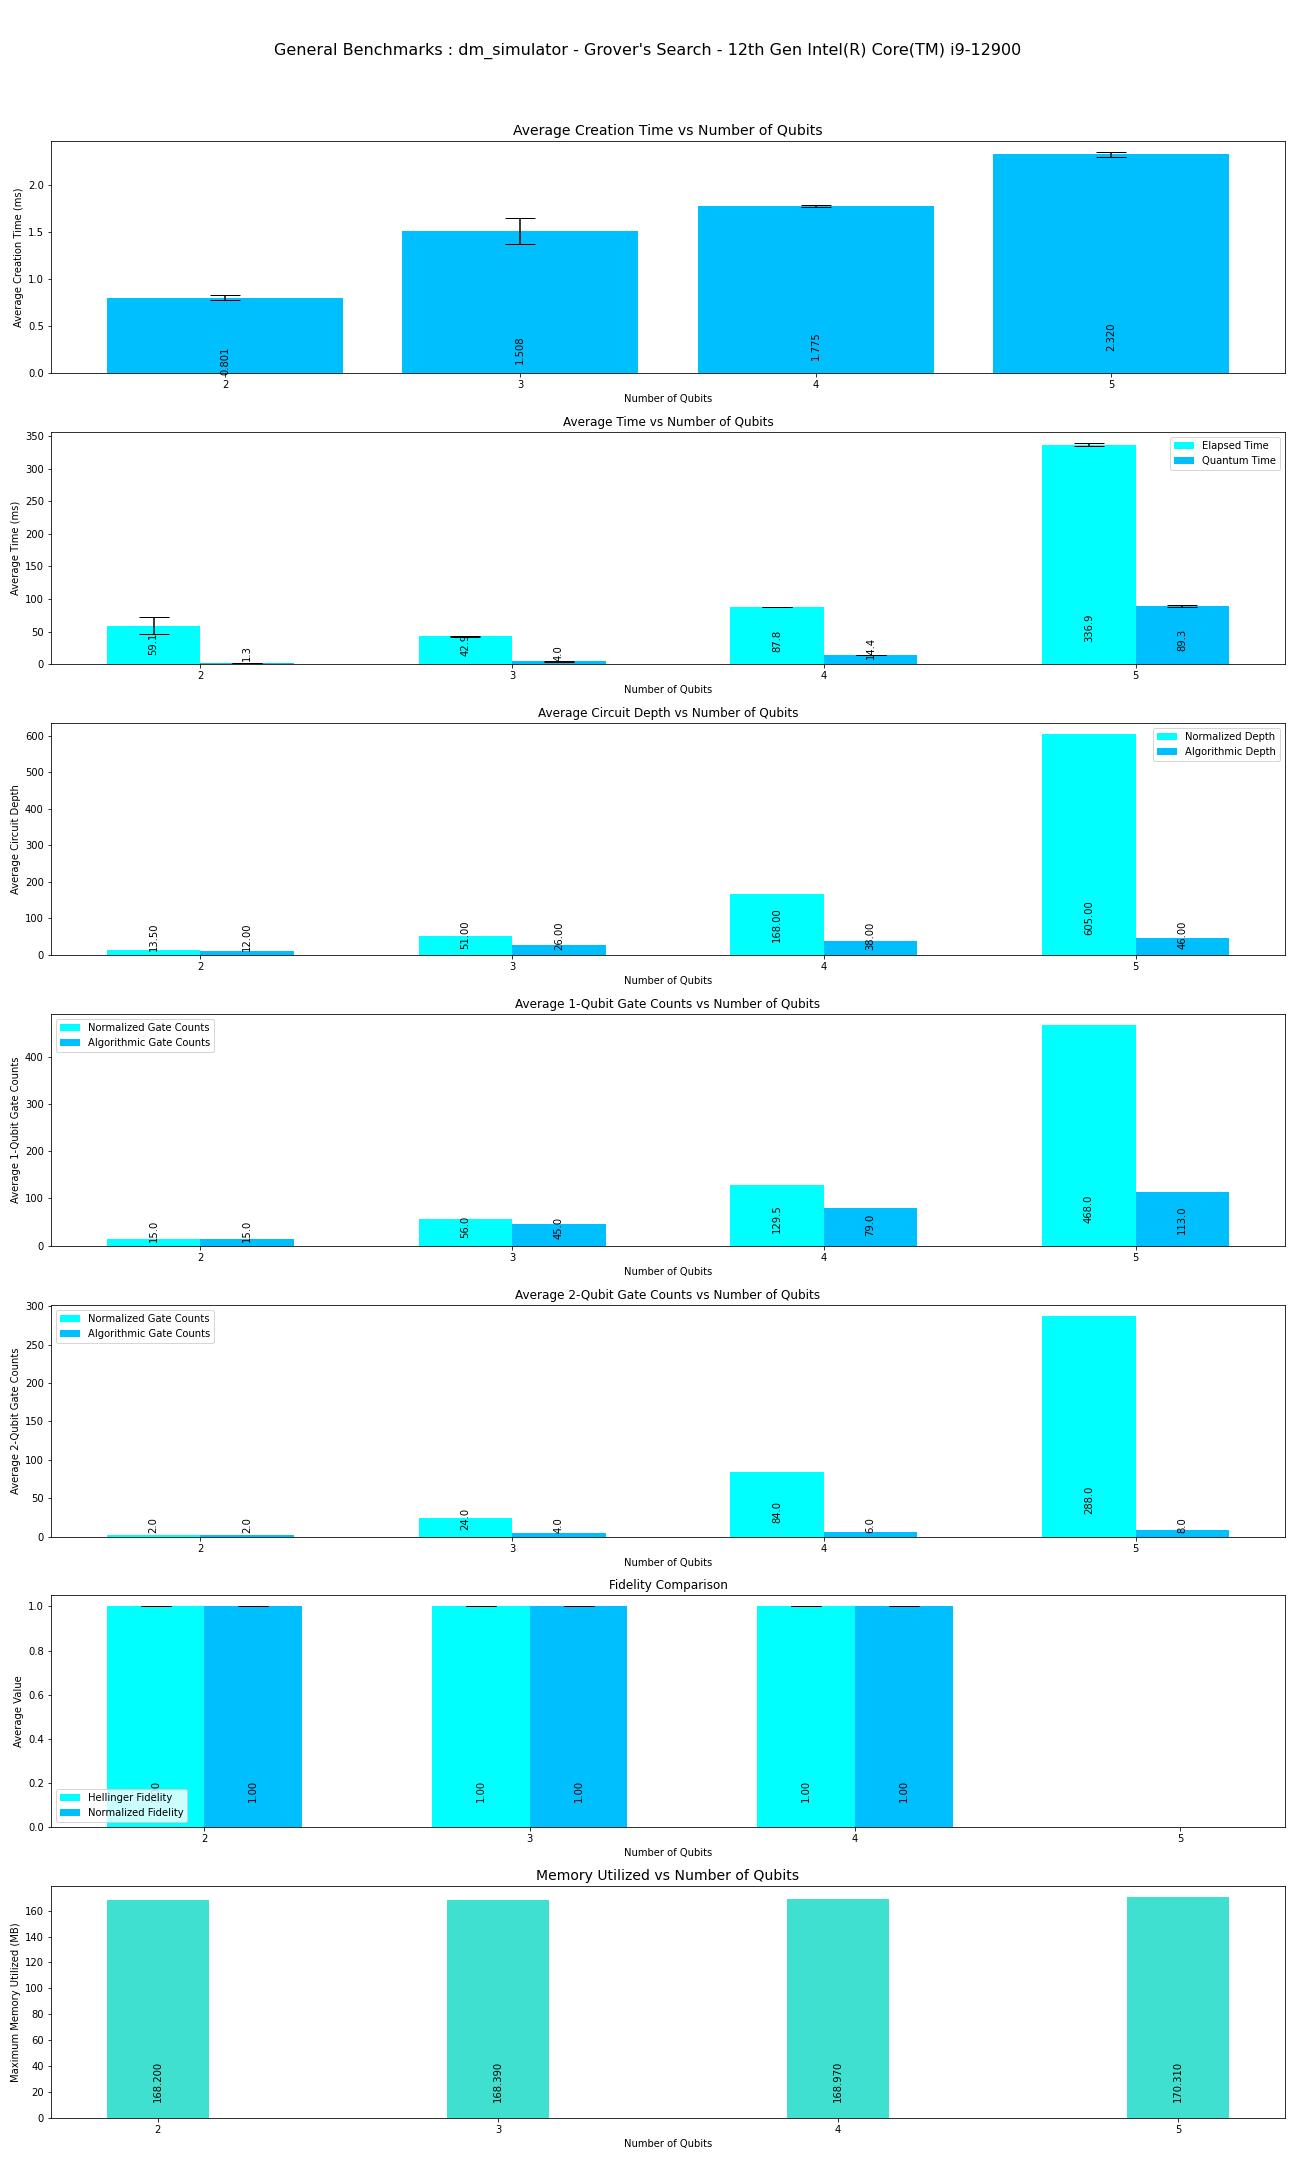 General Benchmarks : dm_simulator - Grover's Search - 12th Gen Intel(R) Core(TM) i9-12900
Average Creation Time vs Number of Qubits
Average Creation Time (ms)
2.0
1.5
1.0
0.5
0.0
0.801
1.508
1.775
2.320
2 3 4 5
Number of Qubits
Average Time vs Number of Qubits
Average Time (ms)
350
300
250
200
150
100
50
0
Elapsed Time
Quantum Time
59.1 1.3 42.9 4.0 87.8 14.4 336.9 89.3
2 3 4 5
Number of Qubits
Average Circuit Depth vs Number of Qubits
Average Circuit Depth
600
500
400
300
200
100
0
Normalized Depth
Algorithmic Depth
13.50 12.00 51.00 26.00 168.00 38.00 605.00 46.00
2 3 4 5
Number of Qubits
Average 1-Qubit Gate Counts vs Number of Qubits
Average 1-Qubit Gate Counts
400
300
200
100
0
Normalized Gate Counts
Algorithmic Gate Counts
15.0 15.0 56.0 45.0 129.5 79.0 468.0 113.0
2 3 4 5
Number of Qubits
Average 2-Qubit Gate Counts vs Number of Qubits
Average 2-Qubit Gate Counts
300
250
200
150
100
50
0
Normalized Gate Counts
Algorithmic Gate Counts
2.0 2.0 24.0 4.0 84.0 6.0 288.0 8.0
2 3 4 5
Number of Qubits
Fidelity Comparison
Average Value
1.0
0.8
0.6
0.4
0.2
0.0
Hellinger Fidelity
Normalized Fidelity
1.00 1.00 1.00 1.00 1.00
2 3 4 5
Number of Qubits
Memory Utilized vs Number of Qubits
Maximum Memory Utilized (MB)
160
140
120
100
80
60
40
20
0
168.200 168.390 168.970 170.310
2 3 4 5
Number of Qubits